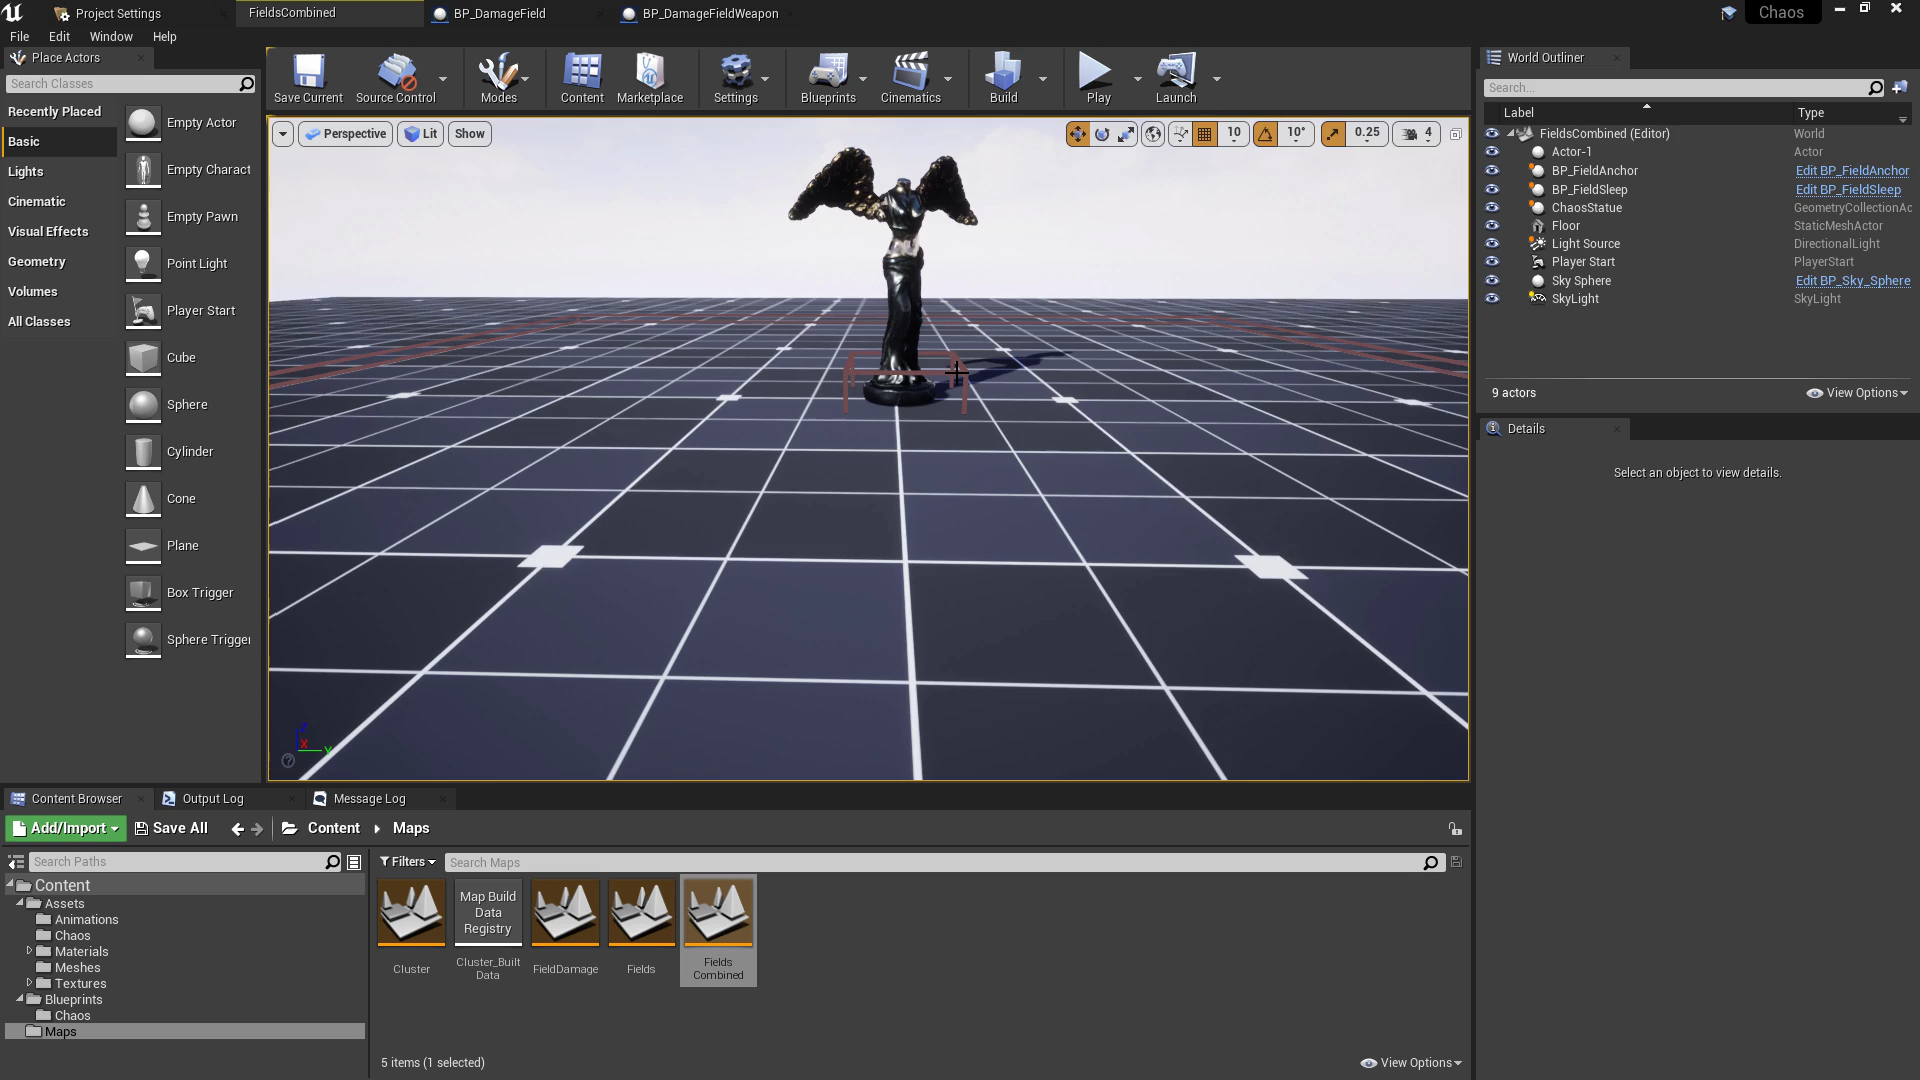 Project Settings
FieldsCombined
BP_DamageField
BP_DamageFieldWeapon
Chaos
File
Edit
Window
Help
Place Actors
Search Classes
Recently Placed
Basic
Lights
Cinematic
Visual Effects
Geometry
Volumes
All Classes
Empty Actor
Empty Charact
Empty Pawn
Point Light
Player Start
Cube
Sphere
Cylinder
Cone
Plane
Box Trigger
Sphere Trigger
Save Current
Source Control
Modes
Content
Marketplace
Settings
Blueprints
Cinematics
Build
Play
Launch
Perspective
Lit
Show
10
10°
0.25
4
Z
X
Y
World Outliner
Search...
Label
Type
FieldsCombined (Editor)
World
Actor-1
Actor
BP_FieldAnchor
Edit BP_FieldAnchor
BP_FieldSleep
Edit BP_FieldSleep
ChaosStatue
GeometryCollectionAc
Floor
StaticMeshActor
Light Source
DirectionalLight
Player Start
PlayerStart
Sky Sphere
Edit BP_Sky_Sphere
SkyLight
SkyLight
9 actors
View Options
Details
Select an object to view details.
Content Browser
Output Log
Message Log
Add/Import
Save All
Content
Maps
Search Paths
Content
Assets
Animations
Chaos
Materials
Meshes
Textures
Blueprints
Chaos
Maps
Filters
Search Maps
Cluster
Map Build
Data
Registry
Cluster_Built
Data
FieldDamage
Fields
Fields
Combined
5 items (1 selected)
View Options